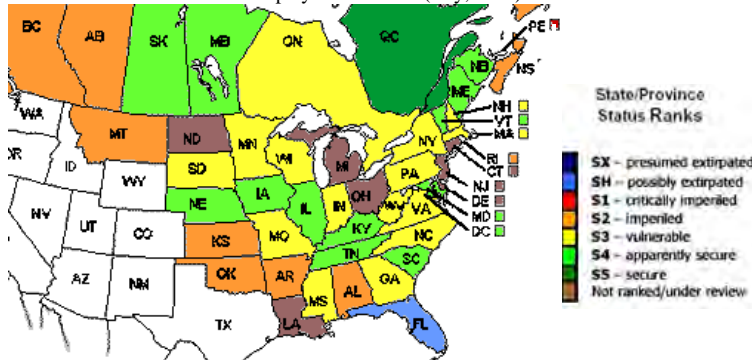 BC
AB
SK
MB
ON
QC
PE
NB
NS
ME
WA
MT
ND
MN
NH
VT
MA
OR
ID
SD
WI
MI
NY
RI
CT
WY
NE
IA
IL
IN
OH
PA
NJ
DE
MD
DC
NV
UT
CO
KS
MO
KY
WV
VA
NC
AZ
NM
OK
AR
TN
SC
TX
LA
MS
AL
GA
FL
State/Province
Status Ranks
SX - presumed extirpated
SH - possibly extirpated
S1 - critically imperiled
S2 - imperiled
S3 - vulnerable
S4 - apparently secure
S5 - secure
Not ranked/under review